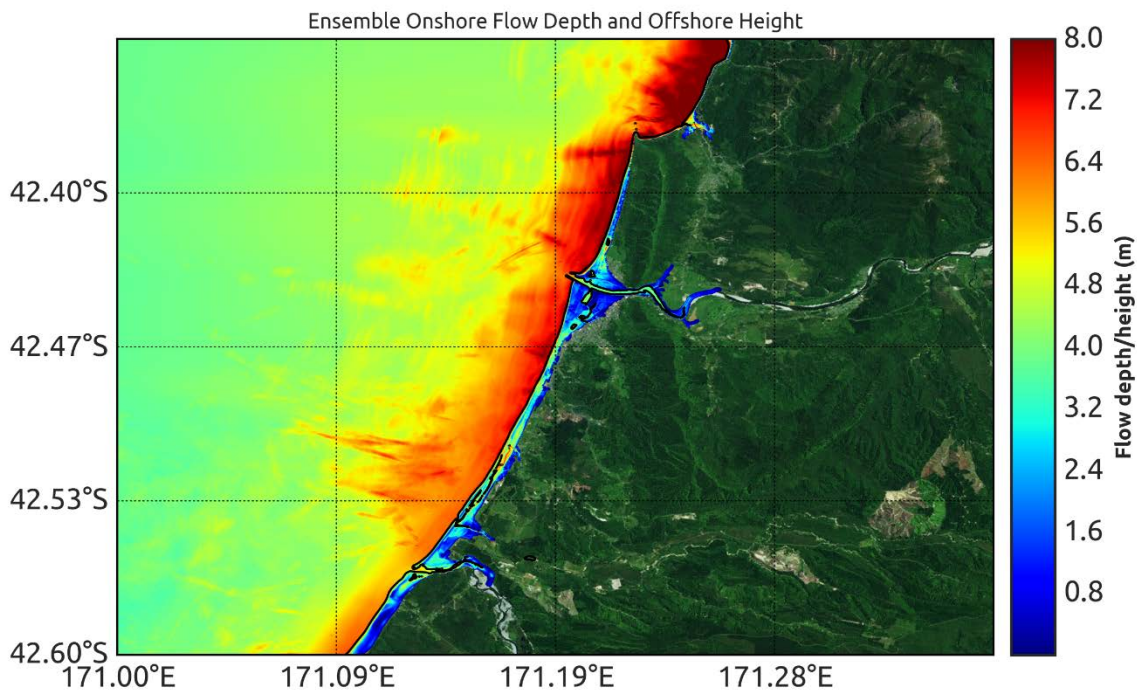 Ensemble Onshore Flow Depth and Offshore Height
8.0
7.2
42.40°S
6.4
5.6
4.8
42.47°S
4.0
3.2
2.4
42.53°S
1.6
0.8
42.60°S
171.00°E
171.09°E
171.19°E
171.28°E
Flow depth/height (m)